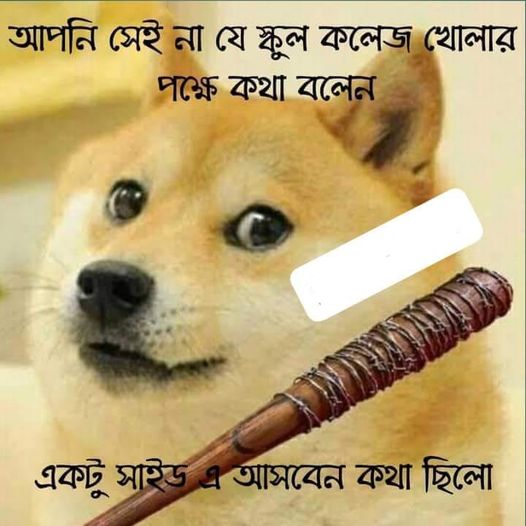 আপনি সেই না যে স্কুল কলেজ খোলার
পক্ষে কথা বলেন
একটু সাইড এ আসবেন কথা ছিলো